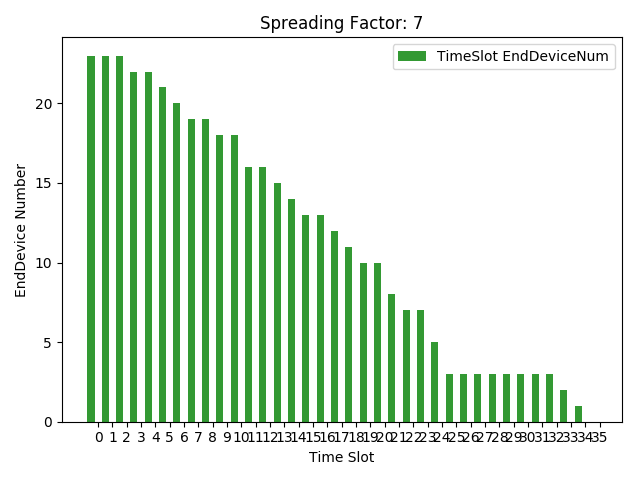 Spreading Factor: 7
TimeSlot EndDeviceNum
EndDevice Number
20
15
10
5
0
0 1 2 3 4 5 6 7 8 9 10 11 12 13 14 15 16 17 18 19 20 21 22 23 24 25 26 27 28 29 30 31 32 33 34 35
Time Slot